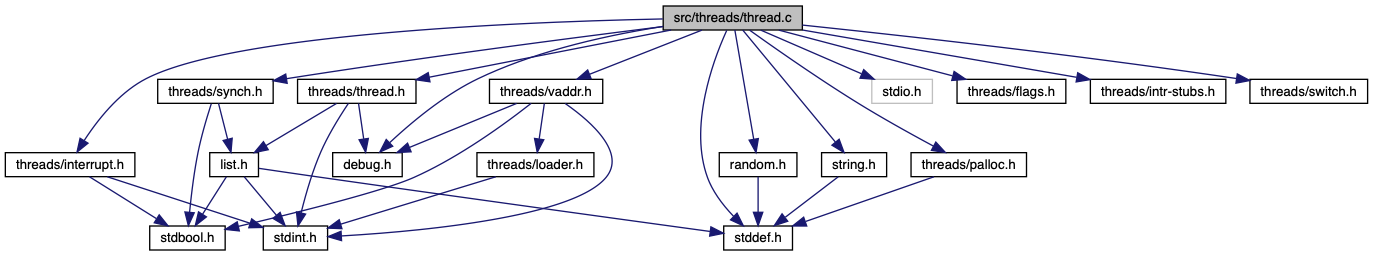 src/threads/thread.c
threads/synch.h
threads/thread.h
threads/vaddr.h
stdio.h
threads/flags.h
threads/intr-stubs.h
threads/switch.h
threads/interrupt.h
list.h
debug.h
threads/loader.h
random.h
string.h
threads/palloc.h
stdbool.h
stdint.h
stddef.h